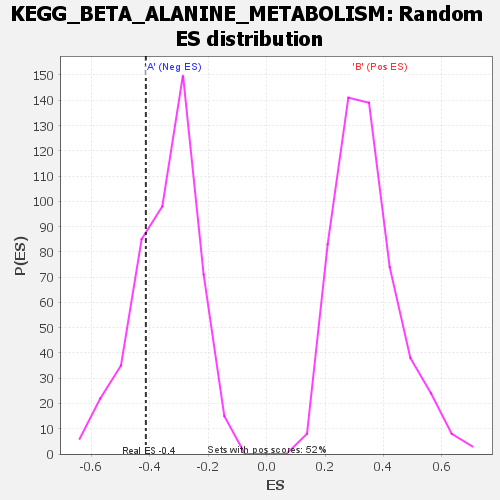 KEGG_BETA_ALANINE_METABOLISM: Random
ES distribution
'A' (Neg ES)
'B' (Pos ES)
P(ES)
150
140
130
120
110
100
90
80
70
60
50
40
30
20
10
0
Real ES -0.4
Sets with pos scores: 52%
-0.6
-0.4
-0.2
0.0
0.2
0.4
0.6
ES